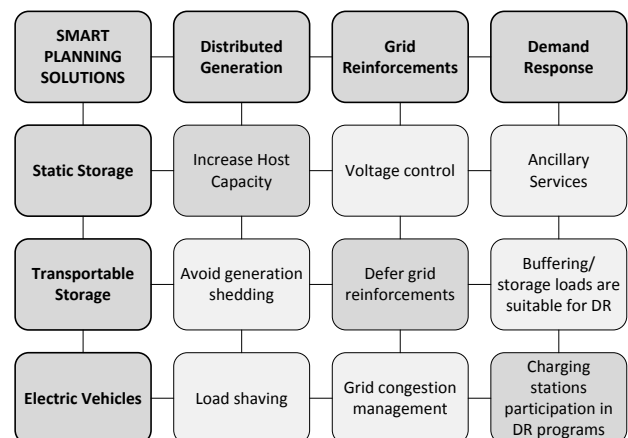 SMART
PLANNING
SOLUTIONS
Distributed
Generation
Grid
Reinforcements
Demand
Response
Static Storage
Increase Host
Capacity
Voltage control
Ancillary
Services
Transportable
Storage
Avoid generation
shedding
Defer grid
reinforcements
Buffering/
storage loads are
suitable for DR
Electric Vehicles
Load shaving
Grid congestion
management
Charging
stations
participation in
DR programs